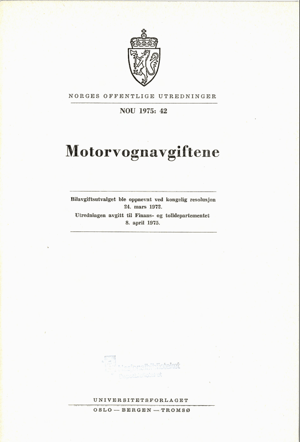 NORGES OFFENTLIGE UTREDNINGER
NOU 1975: 42
Motorvognavgiftene
Bilavgiftsutvalget ble oppnevnt ved kongelig resolusjon
24. mars 1972.
Utredningen avgitt til Finans- og tolldepartementet
8. april 1975.
UNIVERSITETSFORLAGET
OSLO — BERGEN — TROMSØ